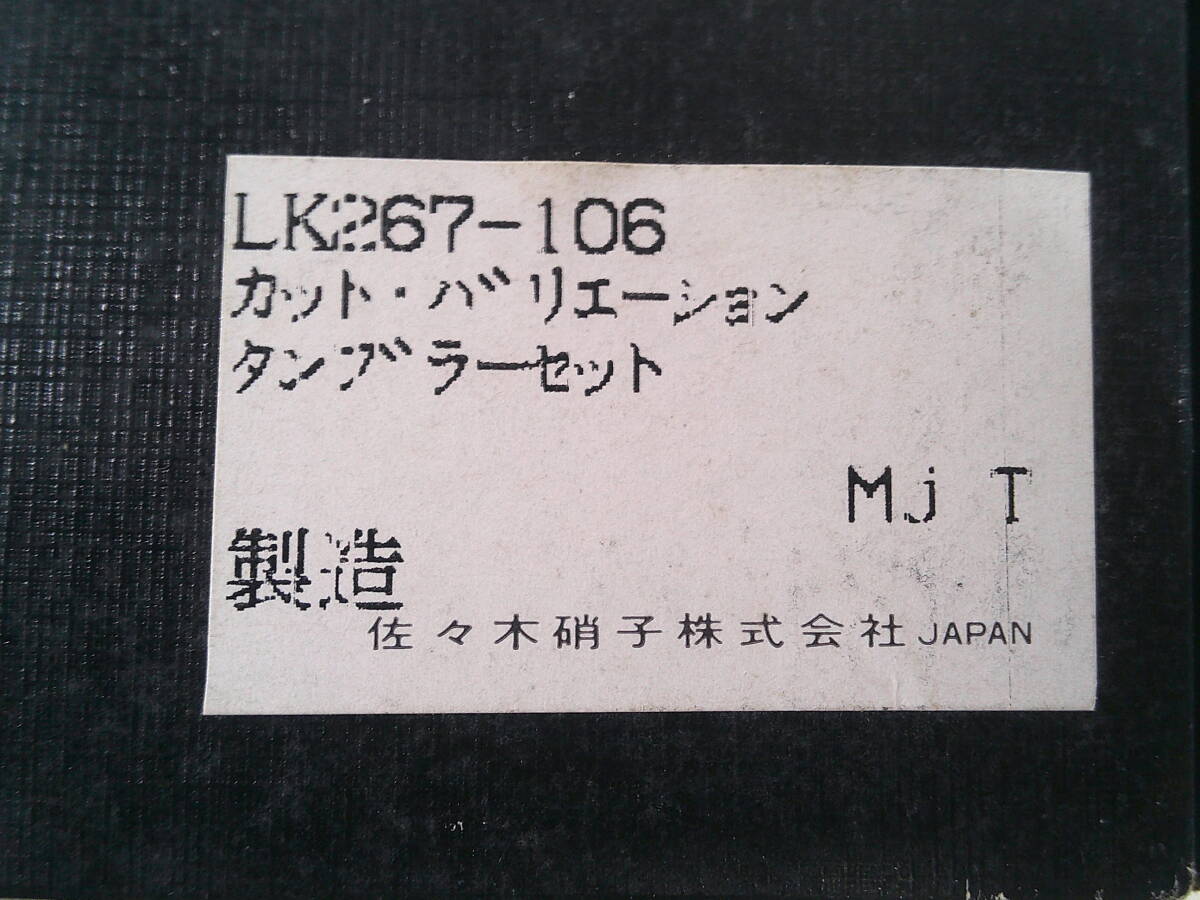 LK267-106
カット・バリエーション
タンブラーセット
Mj T
製造
佐々木硝子株式会社 JAPAN